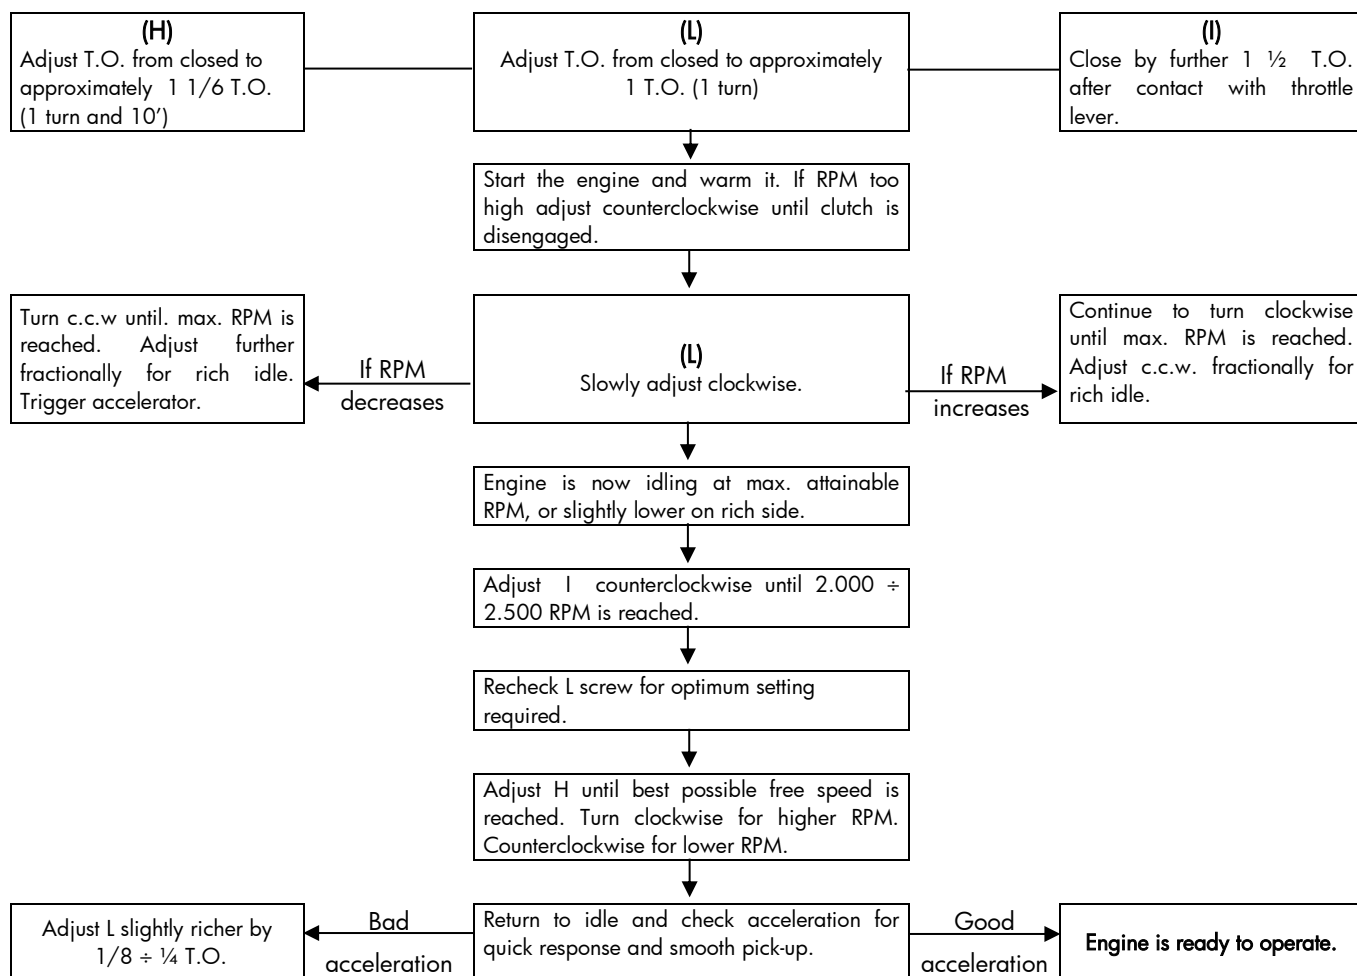 (H)
Adjust T.O. from closed to
approximately 1 1/6 T.O.
(1 turn and 10’)
(L)
Adjust T.O. from closed to approximately
1 T.O. (1 turn)
(I)
Close by further 1 ½ T.O.
after contact with throttle
lever.
Start the engine and warm it. If RPM too
high adjust counterclockwise until clutch is
disengaged.
Turn c.c.w until. max. RPM is
reached. Adjust further
fractionally for rich idle.
Trigger accelerator.
If RPM
decreases
(L)
Slowly adjust clockwise.
If RPM
increases
Continue to turn clockwise
until max. RPM is reached.
Adjust c.c.w. fractionally for
rich idle.
Engine is now idling at max. attainable
RPM, or slightly lower on rich side.
Adjust I counterclockwise until 2.000 ÷
2.500 RPM is reached.
Recheck L screw for optimum setting
required.
Adjust H until best possible free speed is
reached. Turn clockwise for higher RPM.
Counterclockwise for lower RPM.
Adjust L slightly richer by
1/8 ÷ ¼ T.O.
Bad
acceleration
Return to idle and check acceleration for
quick response and smooth pick-up.
Good
acceleration
Engine is ready to operate.